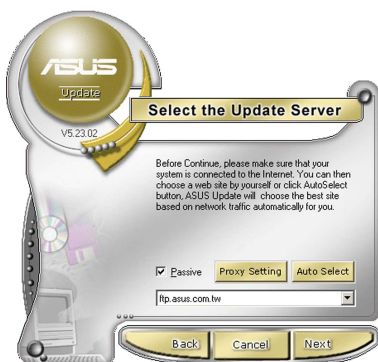 ASUS
Update
V5.23.02
Select the Update Server
Before Continue, please make sure that your
system is connected to the Internet. You can then
choose a web site by yourself or click AutoSelect
button, ASUS Update will choose the best site
based on network traffic automatically for you.
Passive
Proxy Setting
Auto Select
ftp.asus.com.tw
Back
Cancel
Next